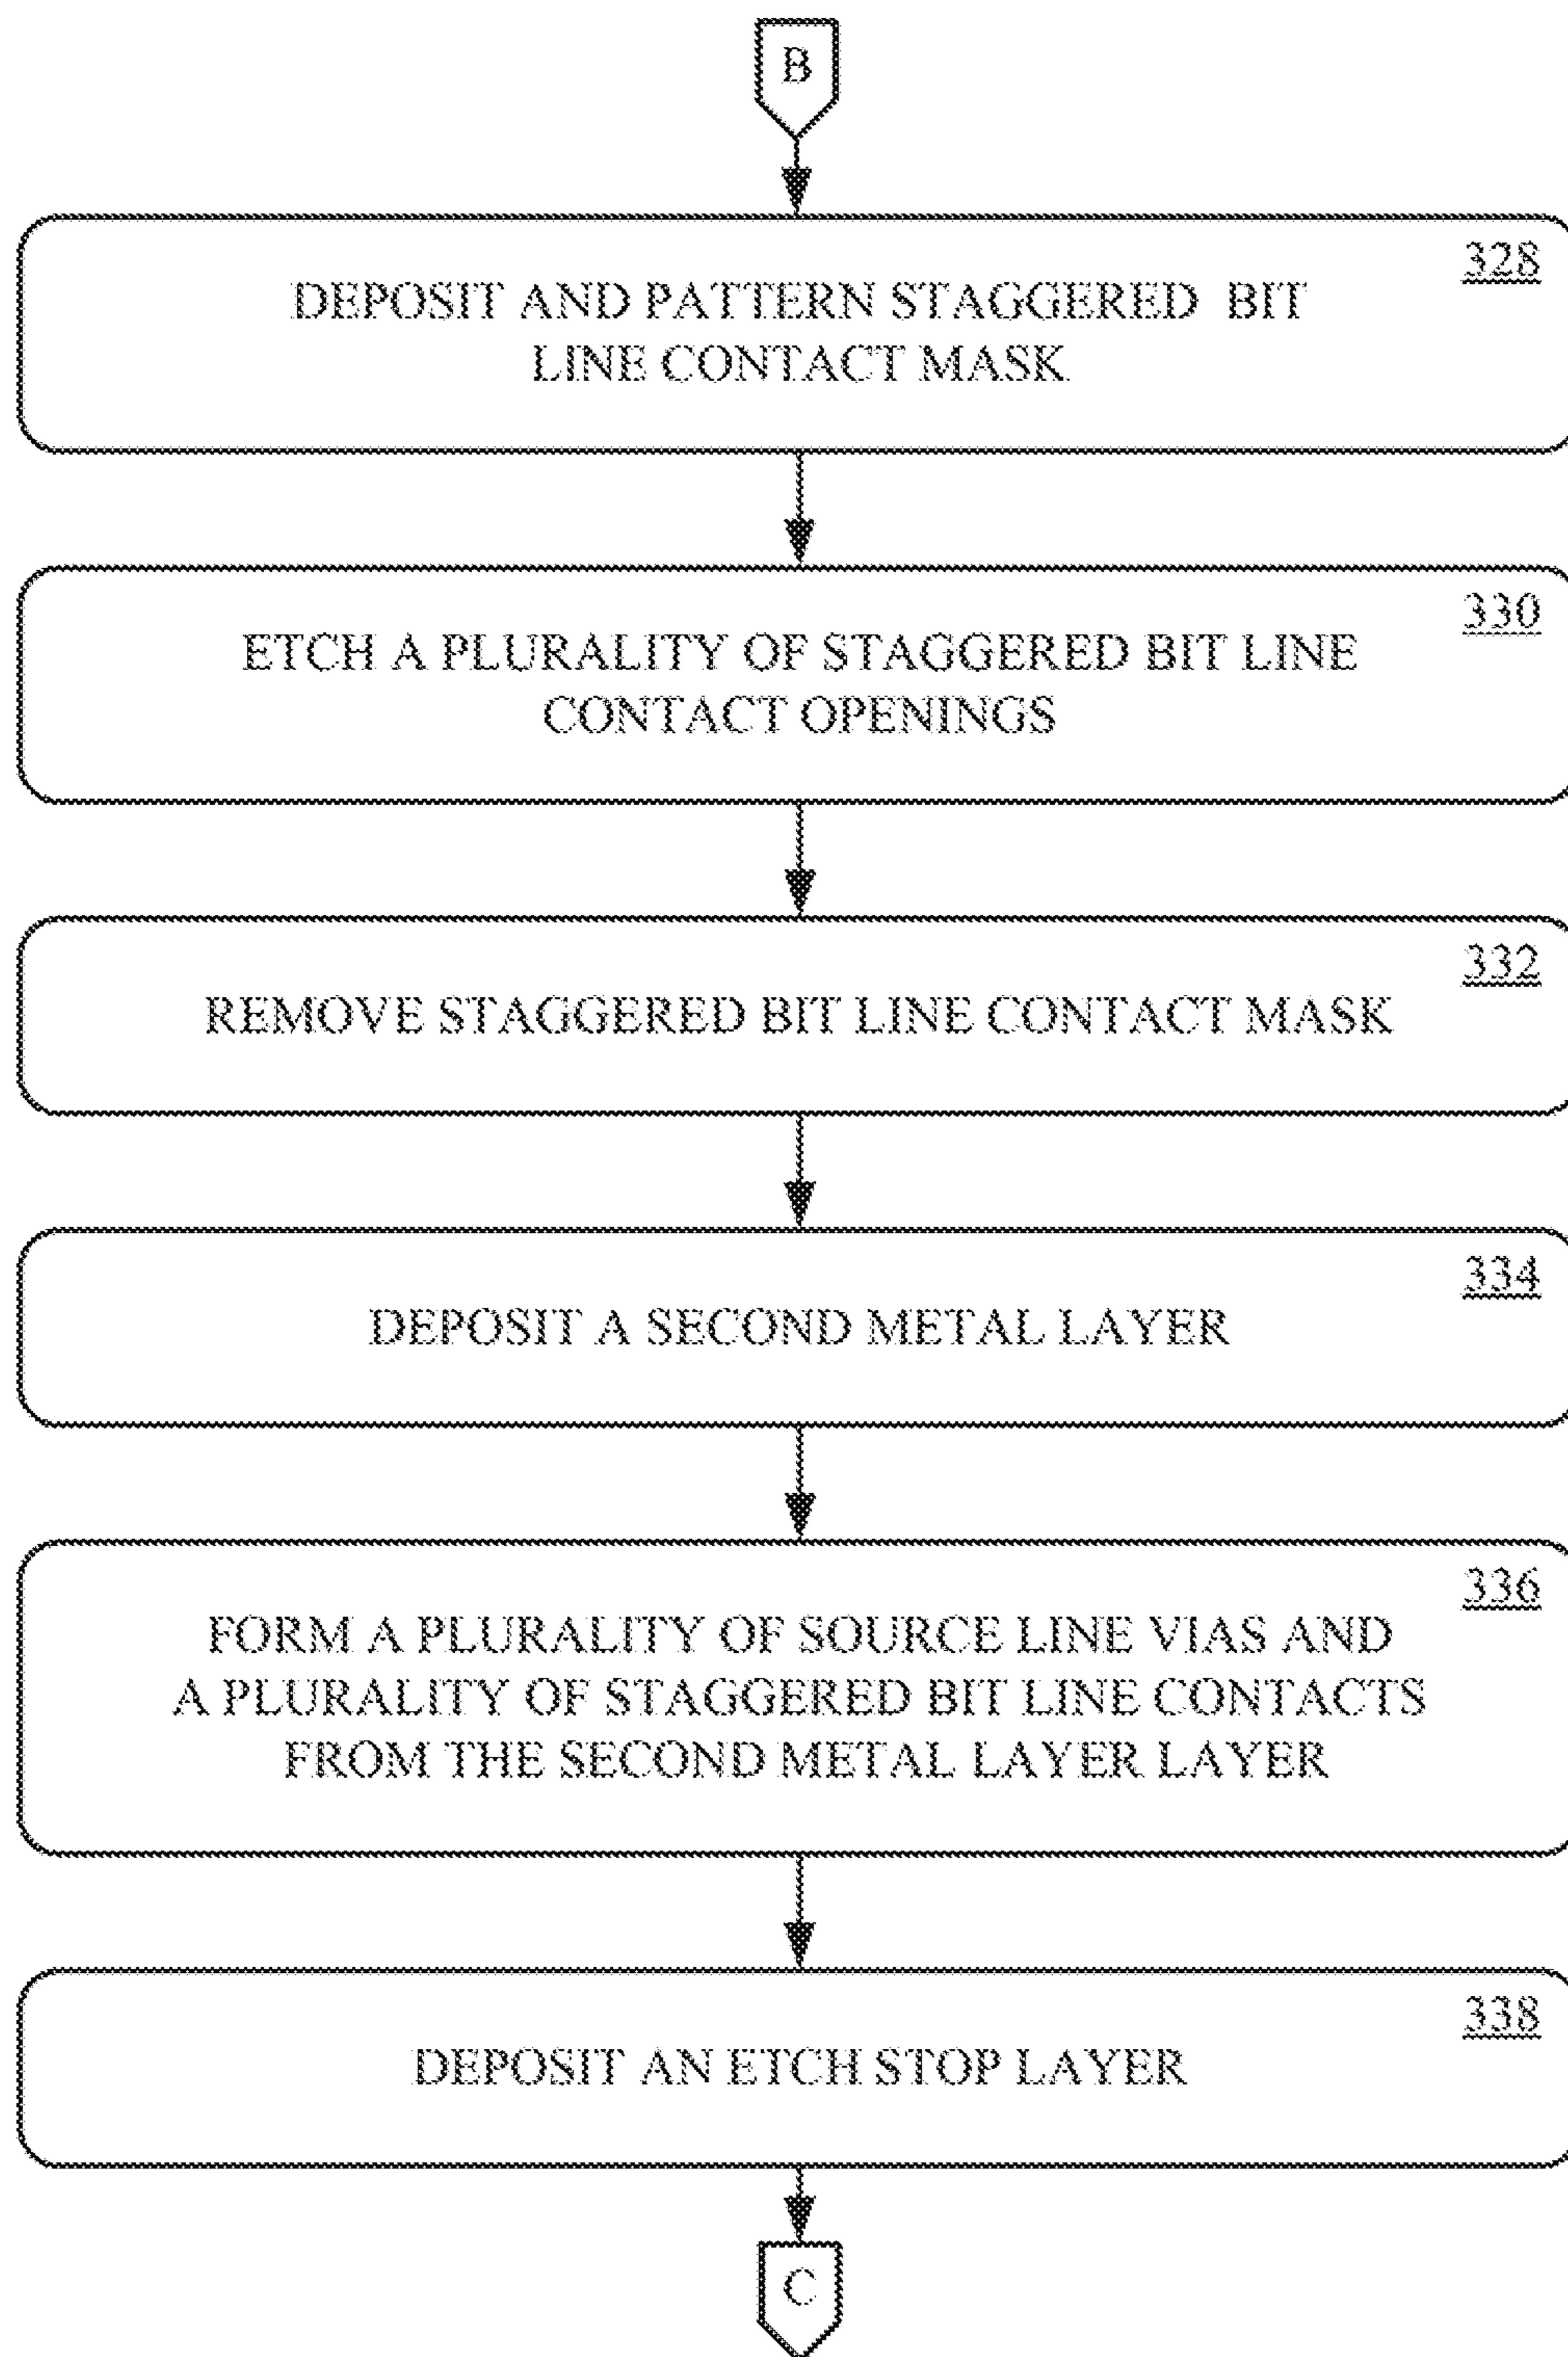 B
328
DEPOSIT AND PATTERN STAGGERED BIT
LINE CONTACT MASK
330
ETCH A PLURALITY OF STAGGERED BIT LINE
CONTACT OPENINGS
332
REMOVE STAGGERED BIT LINE CONTACT MASK
334
DEPOSIT A SECOND METAL LAYER
336
FORM A PLURALITY OF SOURCE LINE VIAS AND
A PLURALITY OF STAGGERED BIT LINE CONTACTS
FROM THE SECOND METAL LAYER LAYER
338
DEPOSIT AN ETCH STOP LAYER
C